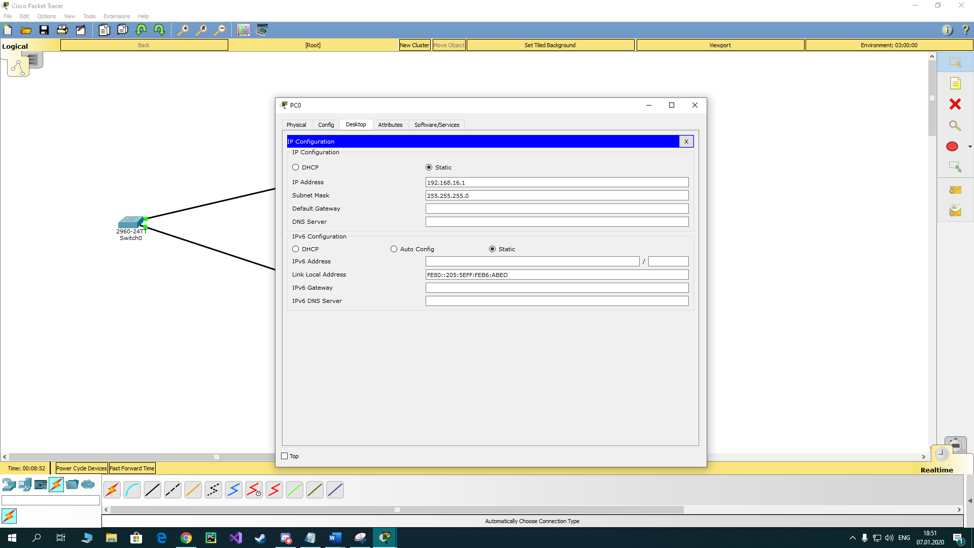 Cisco Packet Tracer
File Edit Options View Tools Extensions Help
Logical
Back
[Root]
New Cluster
Move Object
Set Tiled Background
Viewport
Environment: 03:00:00
PC0
Physical Config Desktop Attributes Software/Services
IP Configuration
X
IP Configuration
DHCP Static
IP Address 192.168.16.1
Subnet Mask 255.255.255.0
Default Gateway
DNS Server
IPv6 Configuration
DHCP Auto Config Static
IPv6 Address /
Link Local Address FE80::205:5EFF:FEB6:ABED
IPv6 Gateway
IPv6 DNS Server
Top
2960-24TT
Switch0
Time: 00:08:52 Power Cycle Devices Fast Forward Time
Realtime
Automatically Choose Connection Type
ENG
18:51
07.01.2020